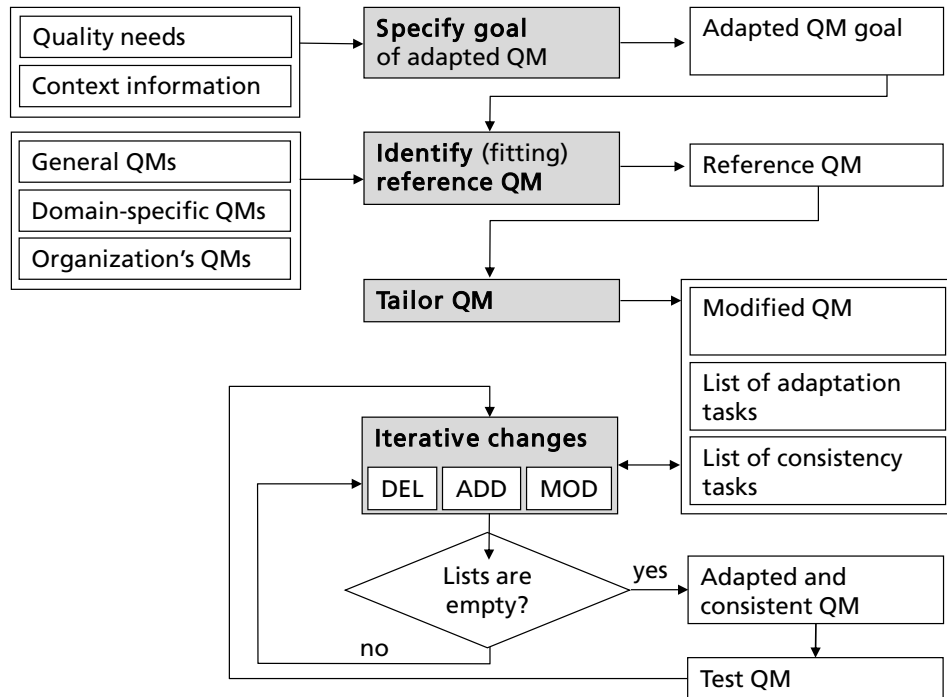 Quality needs
Context information
Specify goal
of adapted QM
Adapted QM goal
General QMs
Domain-specific QMs
Organization's QMs
Identify (fitting)
reference QM
Reference QM
Tailor QM
Modified QM
List of adaptation
tasks
List of consistency
tasks
Iterative changes
DEL
ADD
MOD
Lists are
empty?
yes
no
Adapted and
consistent QM
Test QM